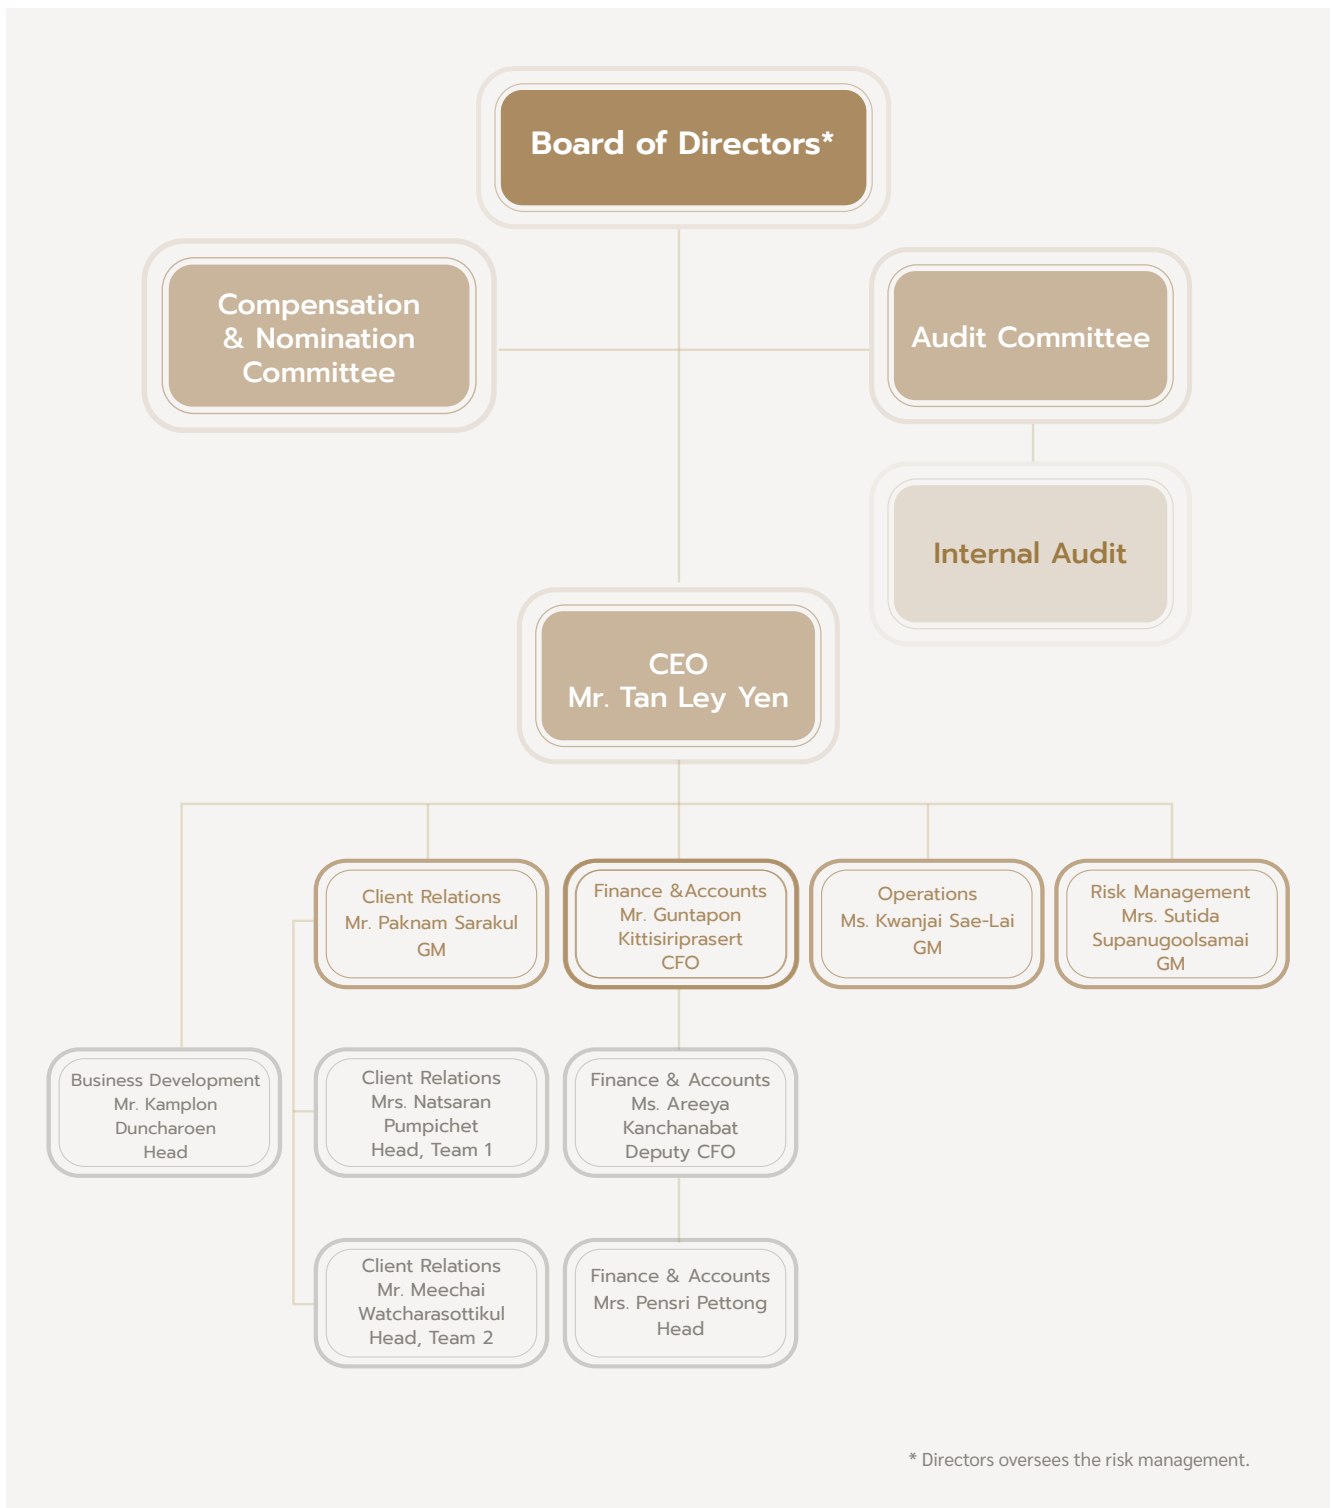 Board of Directors*
Compensation
& Nomination
Committee
Audit Committee
Internal Audit
CEO
Mr. Tan Ley Yen
Client Relations
Mr. Paknam Sarakul
GM
Finance &Accounts
Mr. Guntapon
Kittisiriprasert
CFO
Operations
Ms. Kwanjai Sae-Lai
GM
Risk Management
Mrs. Sutida
Supanugoolsamai
GM
Business Development
Mr. Kamplon
Duncharoen
Head
Client Relations
Mrs. Natsaran
Pumpichet
Head, Team 1
Finance & Accounts
Ms. Areeya
Kanchanabat
Deputy CFO
Client Relations
Mr. Meechai
Watcharasottikul
Head, Team 2
Finance & Accounts
Mrs. Pensri Pettong
Head
* Directors oversees the risk management.